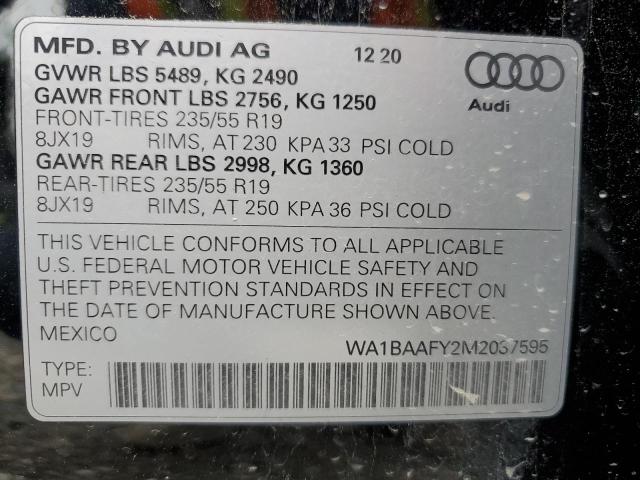 MFD. BY AUDI AG 12 20
GVWR LBS 5489, KG 2490
GAWR FRONT LBS 2756, KG 1250
FRONT-TIRES 235/55 R19
8JX19 RIMS, AT 230 KPA 33 PSI COLD
GAWR REAR LBS 2998, KG 1360
REAR-TIRES 235/55 R19
8JX19 RIMS, AT 250 KPA 36 PSI COLD
Audi
THIS VEHICLE CONFORMS TO ALL APPLICABLE
U.S. FEDERAL MOTOR VEHICLE SAFETY AND
THEFT PREVENTION STANDARDS IN EFFECT ON
THE DATE OF MANUFACTURE SHOWN ABOVE.
MEXICO
WA1BAAFY2M2037595
TYPE:
MPV